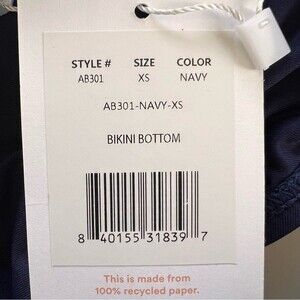 STYLE # SIZE COLOR
AB301 XS NAVY
AB301-NAVY-XS
BIKINI BOTTOM
8 40155 31839 7
This is made from
100% recycled paper.